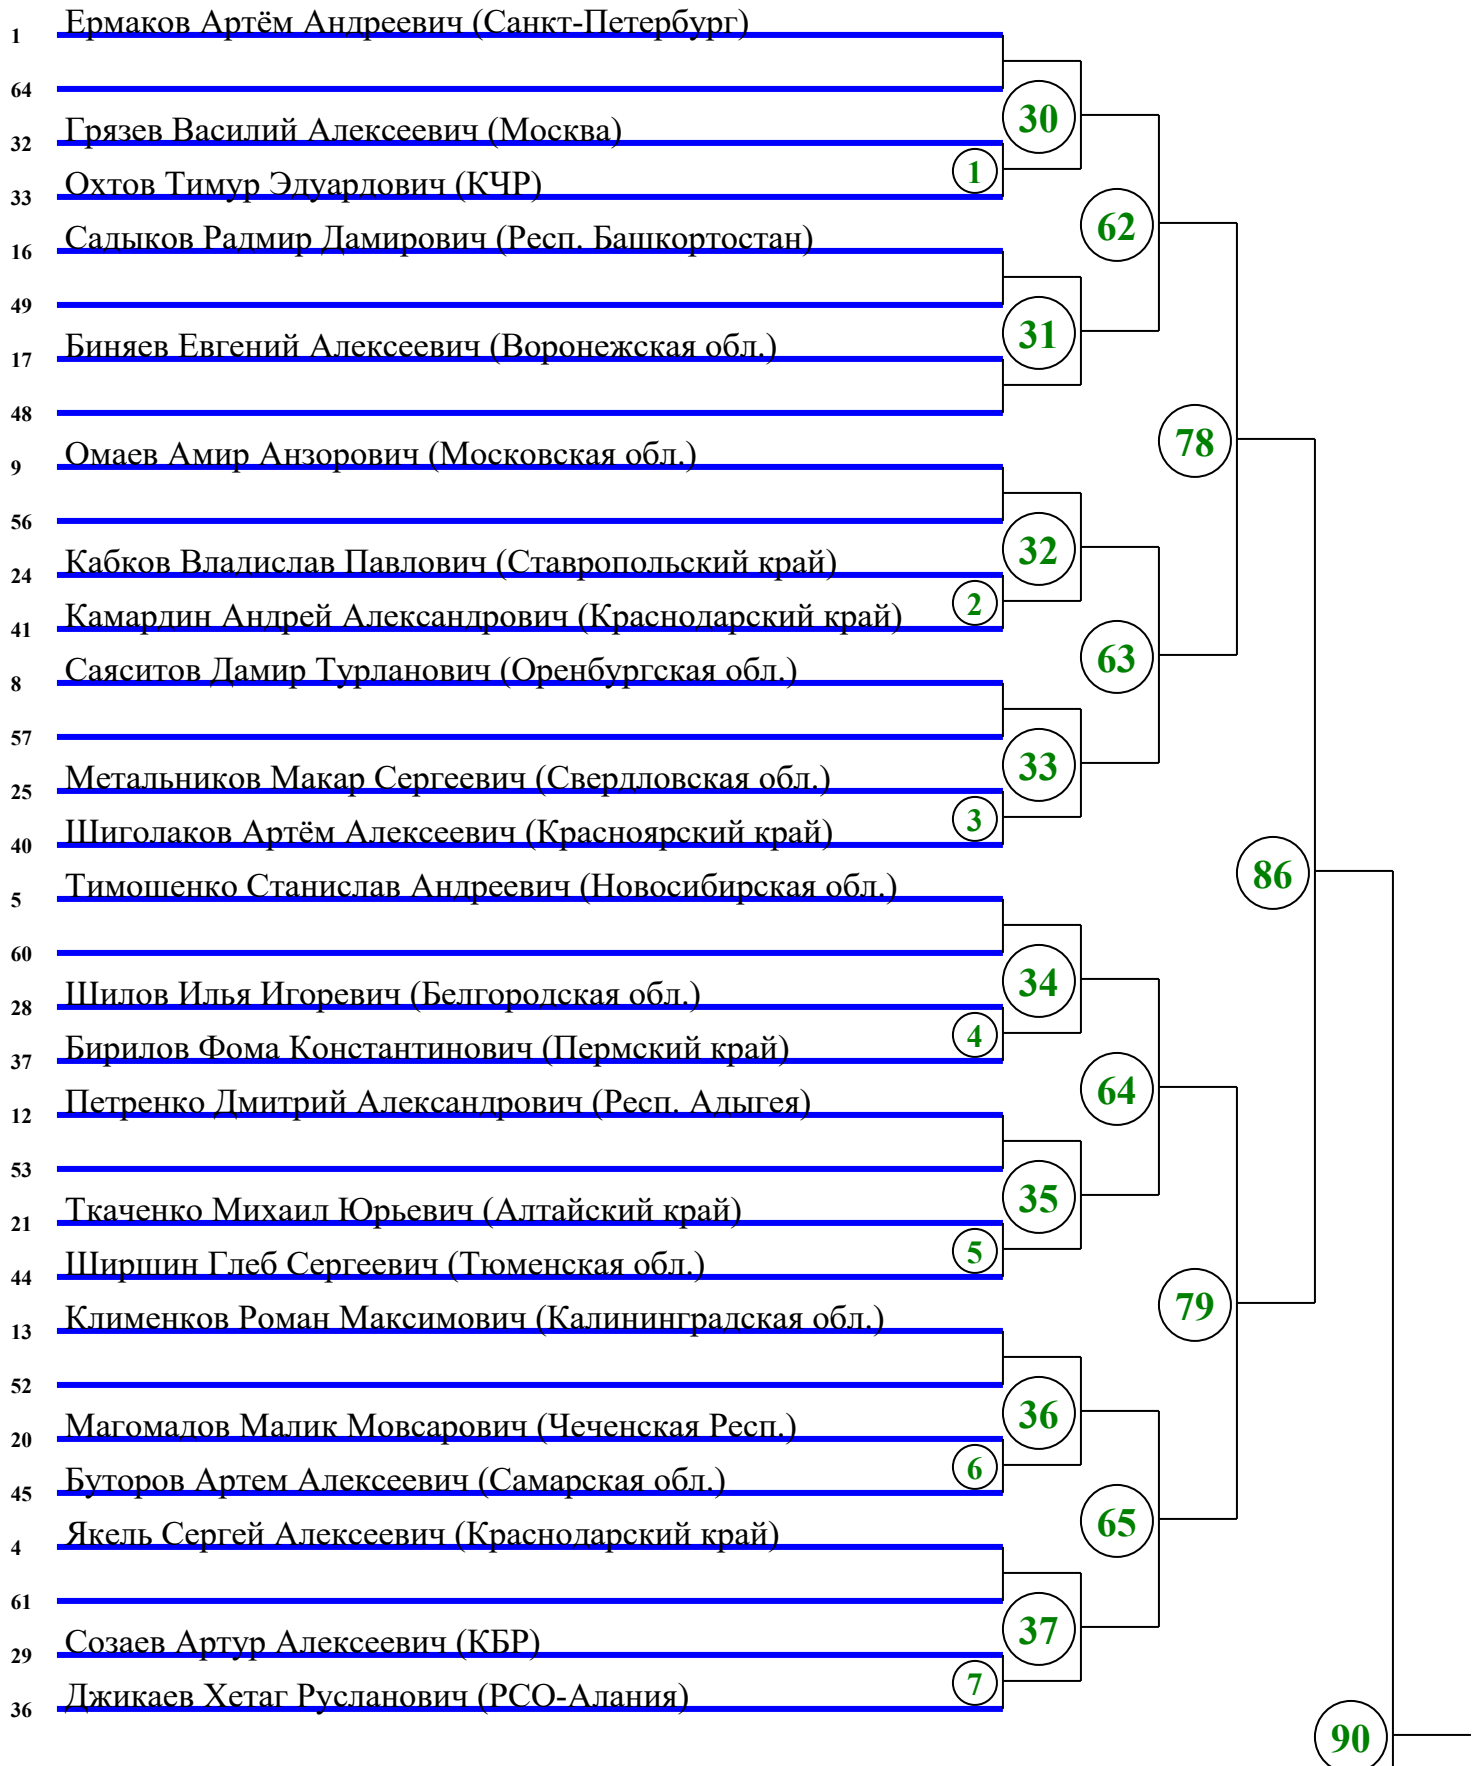 1 Ермаков Артём Андреевич (Санкт-Петербург)
64
30
32 Грязев Василий Алексеевич (Москва)
1
33 Охтов Тимур Эдуардович (КЧР)
62
16 Садыков Радмир Дамирович (Респ. Башкортостан)
49
31
17 Биняев Евгений Алексеевич (Воронежская обл.)
48
78
9 Омаев Амир Анзорович (Московская обл.)
56
32
24 Кабков Владислав Павлович (Ставропольский край)
2
41 Камардин Андрей Александрович (Краснодарский край)
63
8 Саяситов Дамир Турланович (Оренбургская обл.)
57
33
25 Метальников Макар Сергеевич (Свердловская обл.)
3
40 Шиголаков Артём Алексеевич (Красноярский край)
86
5 Тимошенко Станислав Андреевич (Новосибирская обл.)
60
34
28 Шилов Илья Игоревич (Белгородская обл.)
4
37 Бирилов Фома Константинович (Пермский край)
64
12 Петренко Дмитрий Александрович (Респ. Адыгея)
53
35
21 Ткаченко Михаил Юрьевич (Алтайский край)
5
44 Ширшин Глеб Сергеевич (Тюменская обл.)
79
13 Клименков Роман Максимович (Калининградская обл.)
52
36
20 Магомадов Малик Мовсарович (Чеченская Респ.)
6
45 Буторов Артем Алексеевич (Самарская обл.)
65
4 Якель Сергей Алексеевич (Краснодарский край)
61
37
29 Созаев Артур Алексеевич (КБР)
7
36 Джикаев Хетаг Русланович (РСО-Алания)
90